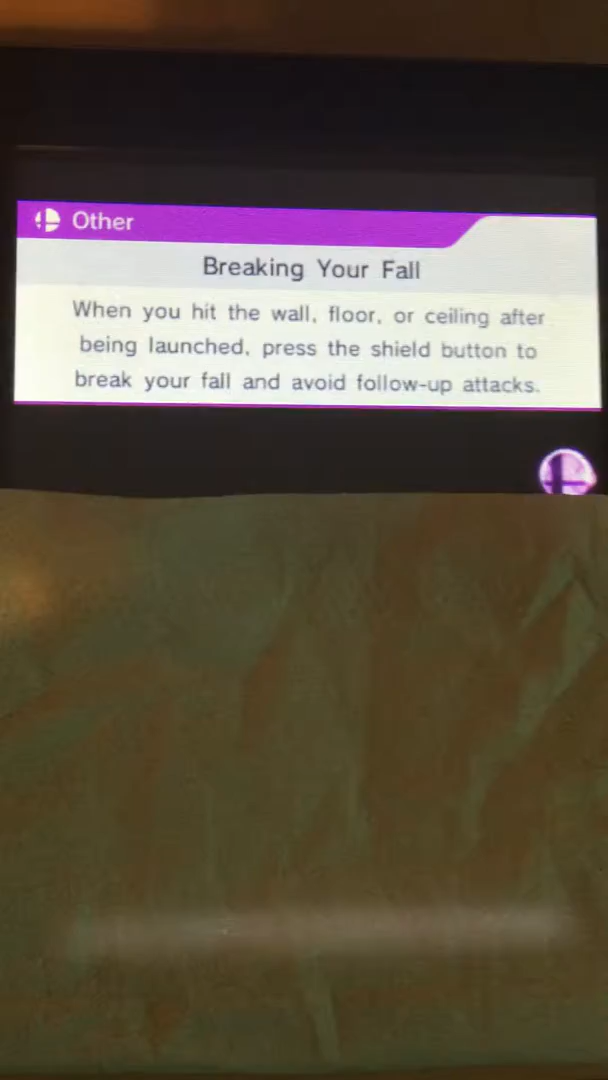 Other
Breaking Your Fall
When you hit the wall, floor, or ceiling after
being launched, press the shield button to
break your fall and avoid follow-up attacks.